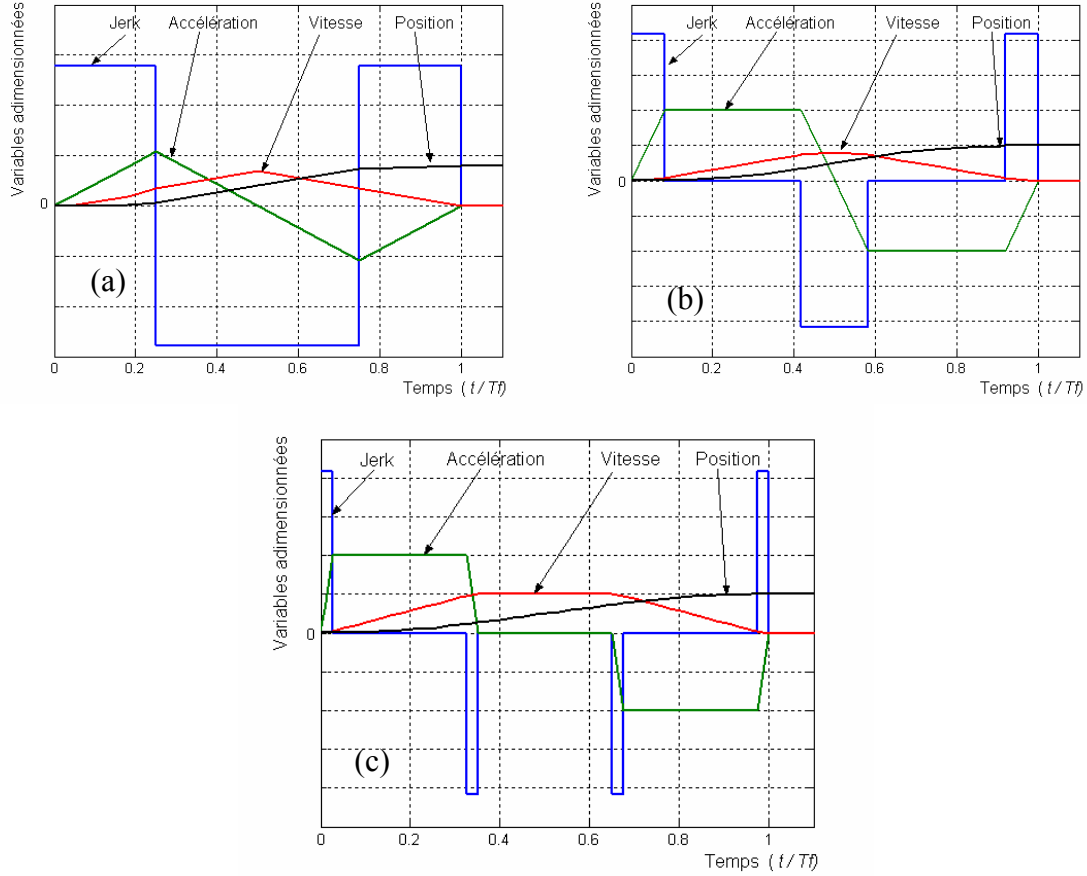 Variables adimensionnées
Jerk Accélération Vitesse Position
0
(a)
0 0.2 0.4 0.6 0.8 1
Temps ( t / Tf)
Variables adimensionnées
Jerk Accélération Vitesse Position
0
(b)
0 0.2 0.4 0.6 0.8 1
Temps ( t / Tf)
Variables adimensionnées
Jerk Accélération Vitesse Position
0
(c)
0 0.2 0.4 0.6 0.8 1
Temps ( t / Tf)